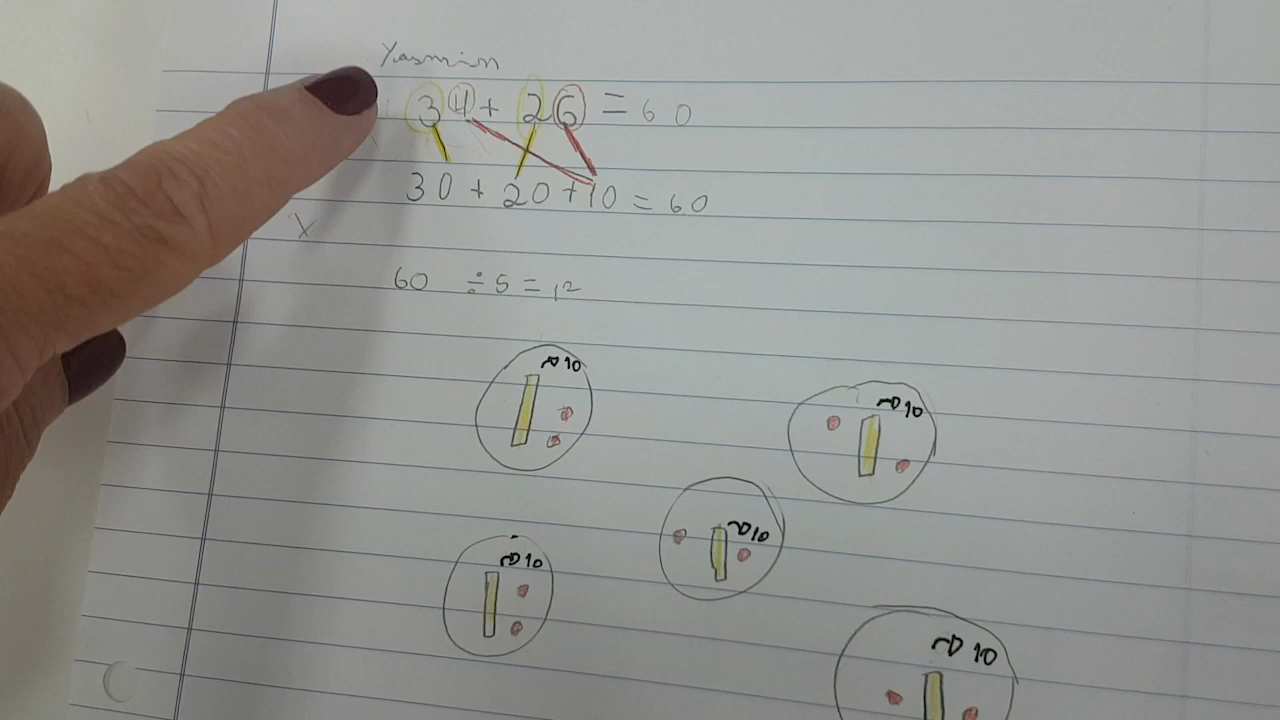 Yasmin
34 + 26 = 60
30 + 20 + 10 = 60
X
60 ÷ 5 = 12
10
10
10
10
10